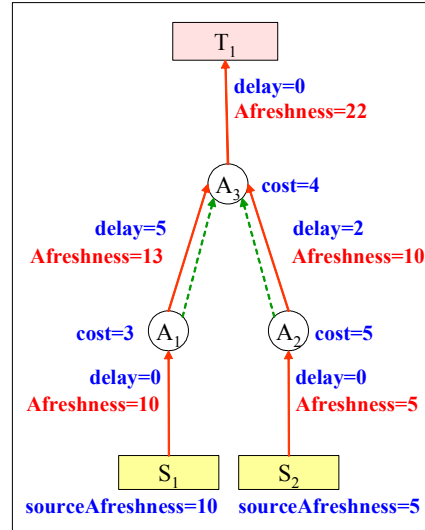 T1
delay=0
Afreshness=22
A3 cost=4
delay=5 delay=2
Afreshness=13 Afreshness=10
cost=3 A1 A2 cost=5
delay=0 delay=0
Afreshness=10 Afreshness=5
S1 S2
sourceAfreshness=10 sourceAfreshness=5